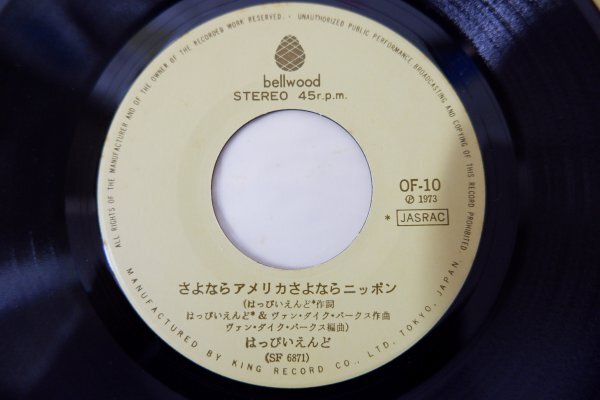 ALL RIGHTS OF THE MANUFACTURER AND OF THE OWNER OF THE RECORDED WORK RESERVED. • UNAUTHORIZED PUBLIC PERFORMANCE BROADCASTING AND COPYING OF THIS RECORD PROHIBITED
bellwood
STEREO 45r.p.m.
OF-10
Ⓟ 1973
* JASRAC
さよならアメリカさよならニッポン
(はっぴいえんど*作詞
はっぴいえんど* & ヴァン・ダイク・パークス作曲
ヴァン・ダイク・パークス編曲)
はっぴいえんど
(SF 6871)
MANUFACTURED BY KING RECORD CO., LTD. TOKYO, JAPAN.